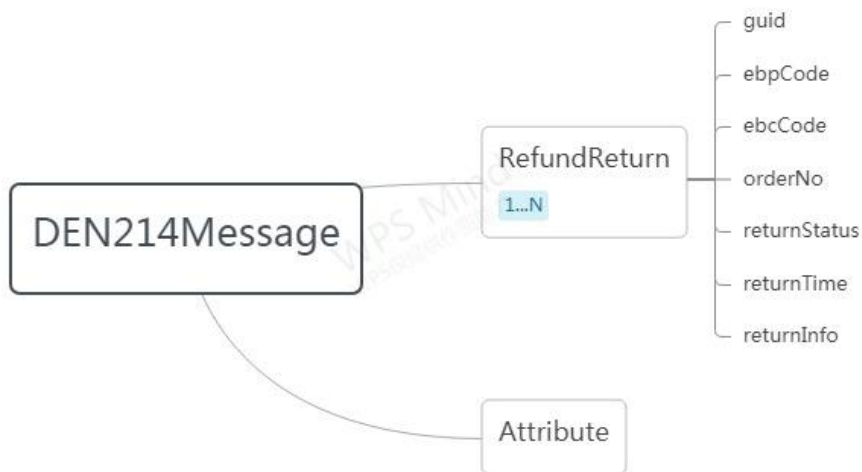 guid
ebpCode
ebcCode
RefundReturn
1...N
orderNo
DEN214Message
returnStatus
returnTime
returnInfo
Attribute
WPS Mind